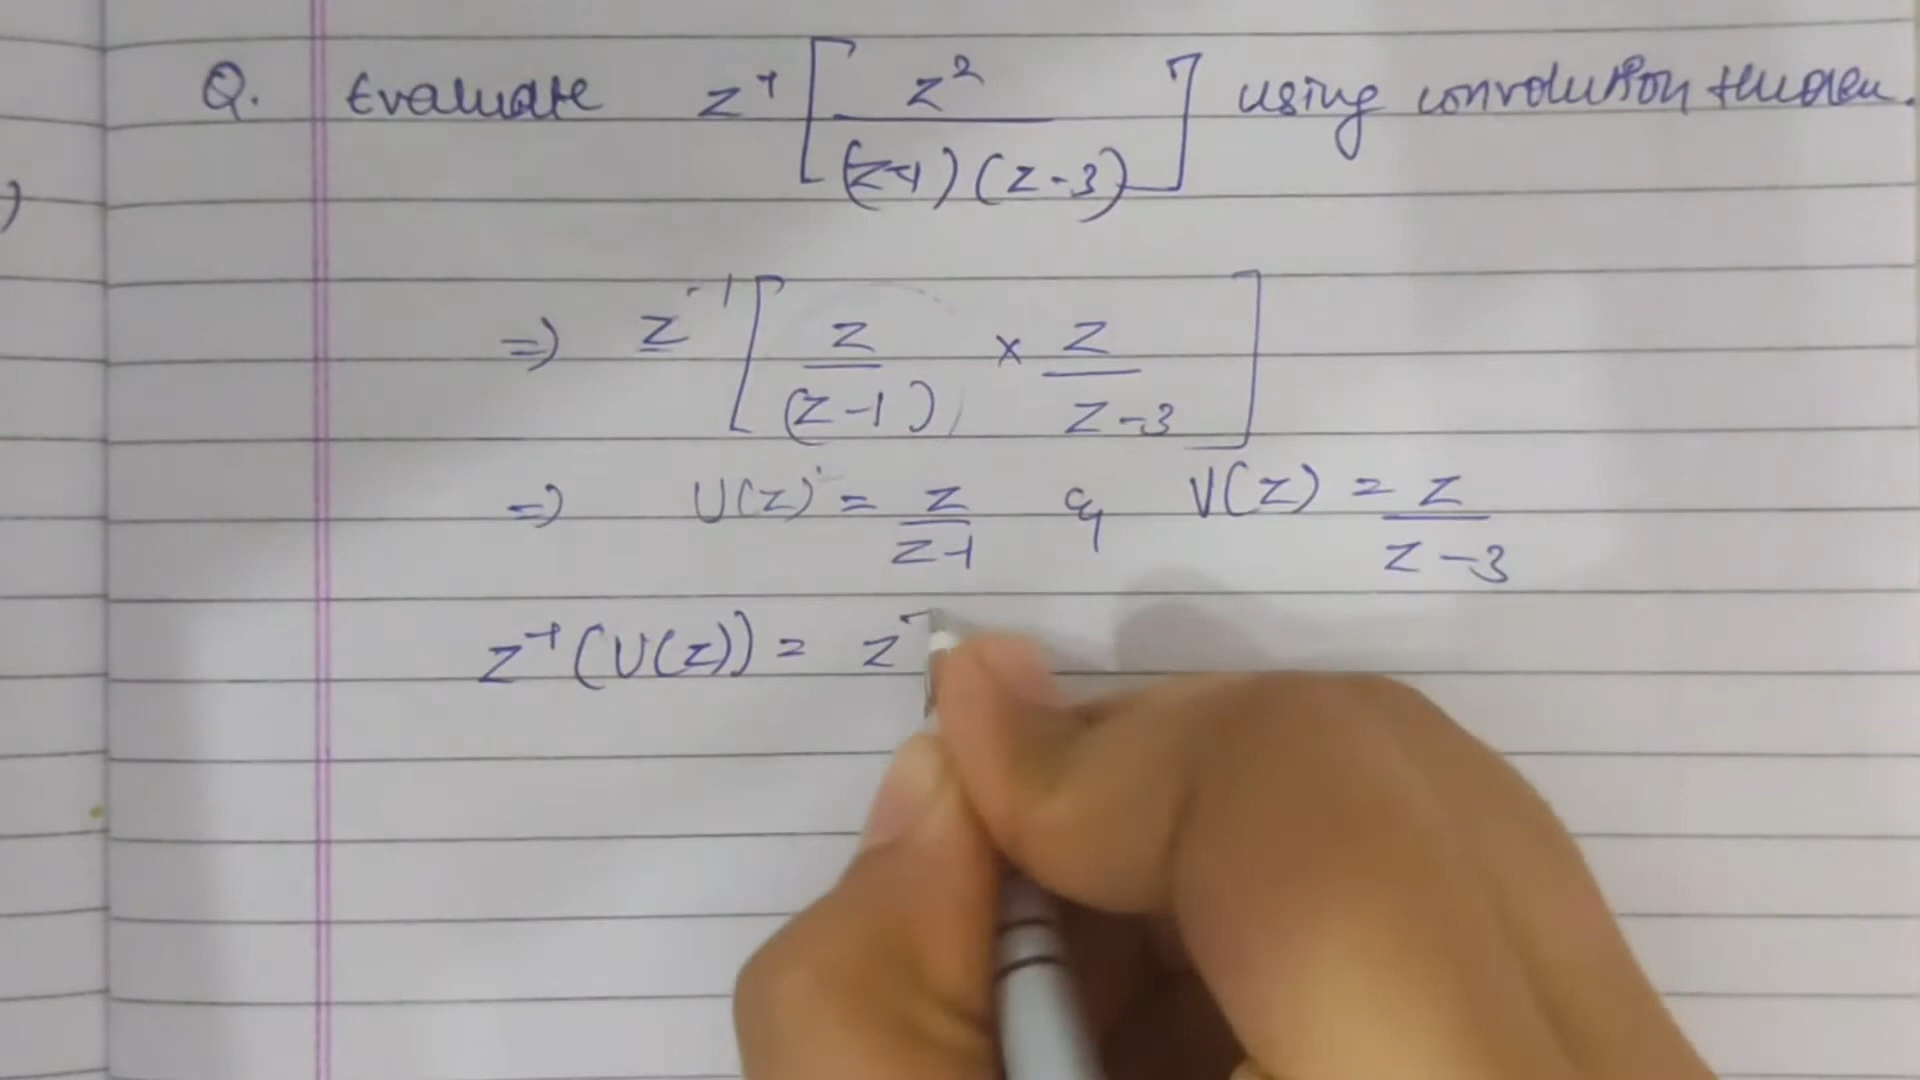 Q. Evaluate z⁻¹ [ z² / (z-1)(z-3) ] using convolution theorem.
)
=> z⁻¹ [ z / (z-1) × z / z-3 ]
=> U(z) = z / z-1 & V(z) = z / z-3
z⁻¹(U(z)) = z⁻